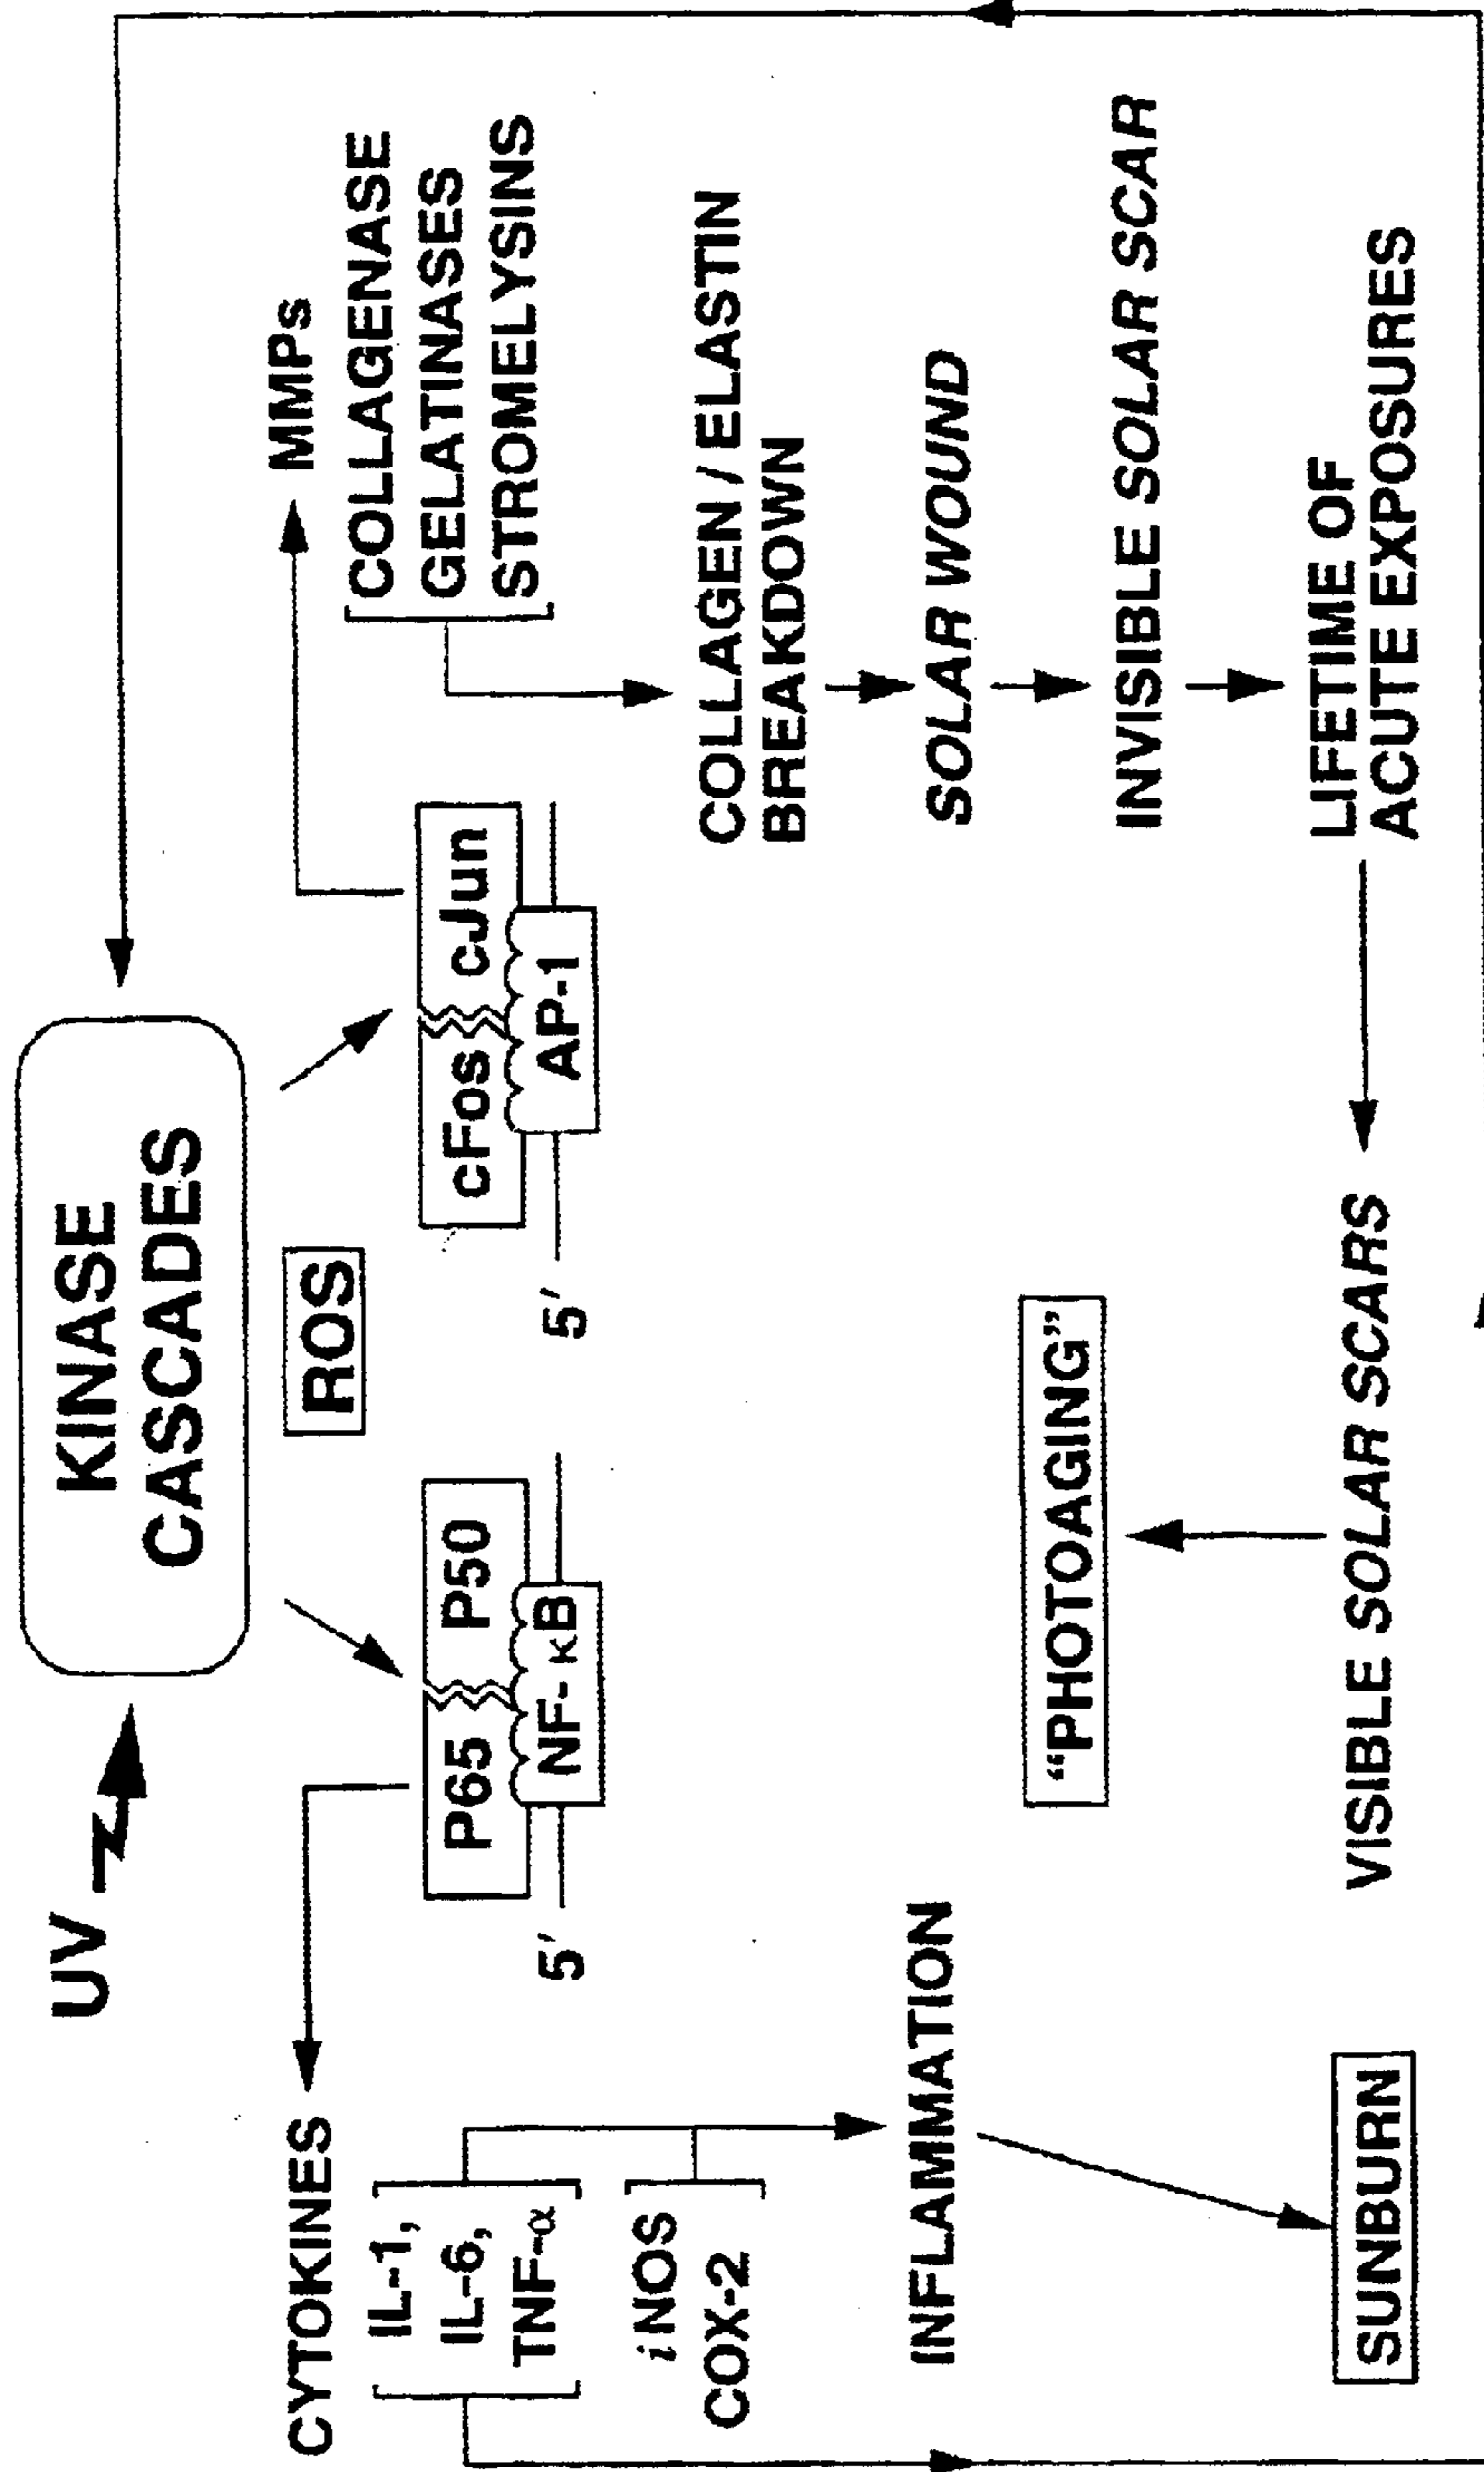 UV
KINASE
CASCADES
ROS
CYTOKINES
IL-1,
IL-6,
TNF-α
iNOS
COX-2
P65 P50
NF-κB
5′
cFos cJun
AP-1
5′
MMPs
COLLAGENASE
GELATINASES
STROMELYSINS
COLLAGEN / ELASTIN
BREAKDOWN
INFLAMMATION
SOLAR WOUND
"PHOTOAGING"
INVISIBLE SOLAR SCAR
SUNBURN
VISIBLE SOLAR SCARS
LIFETIME OF
ACUTE EXPOSURES